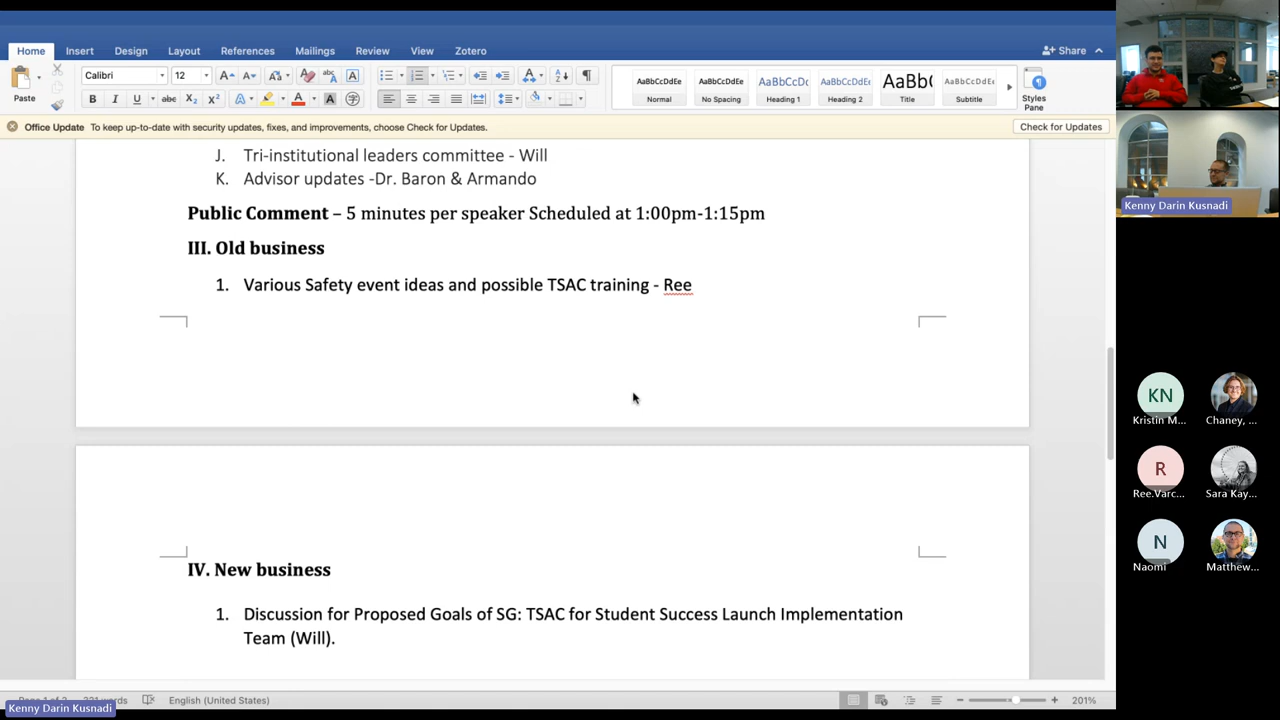 Home Insert Design Layout References Mailings Review View Zotero Share
Paste Calibri 12 Aa
AaBbCcDdEe AaBbCcDdEe AaBbCcDc AaBbCcDdEe AaBb( AaBbCcDdEe
Normal No Spacing Heading 1 Heading 2 Title Subtitle Styles Pane
B I U abc X₂ X² A A
Office Update To keep up-to-date with security updates, fixes, and improvements, choose Check for Updates. Check for Updates
J. Tri-institutional leaders committee - Will
K. Advisor updates -Dr. Baron & Armando
Public Comment – 5 minutes per speaker Scheduled at 1:00pm-1:15pm
III. Old business
1. Various Safety event ideas and possible TSAC training - Ree
IV. New business
1. Discussion for Proposed Goals of SG: TSAC for Student Success Launch Implementation
Team (Will).
English (United States) 201%
Kenny Darin Kusnadi
Kenny Darin Kusnadi
KN
Kristin M... Chaney, ...
R
Ree.Varc... Sara Kay...
N
Naomi Matthew...